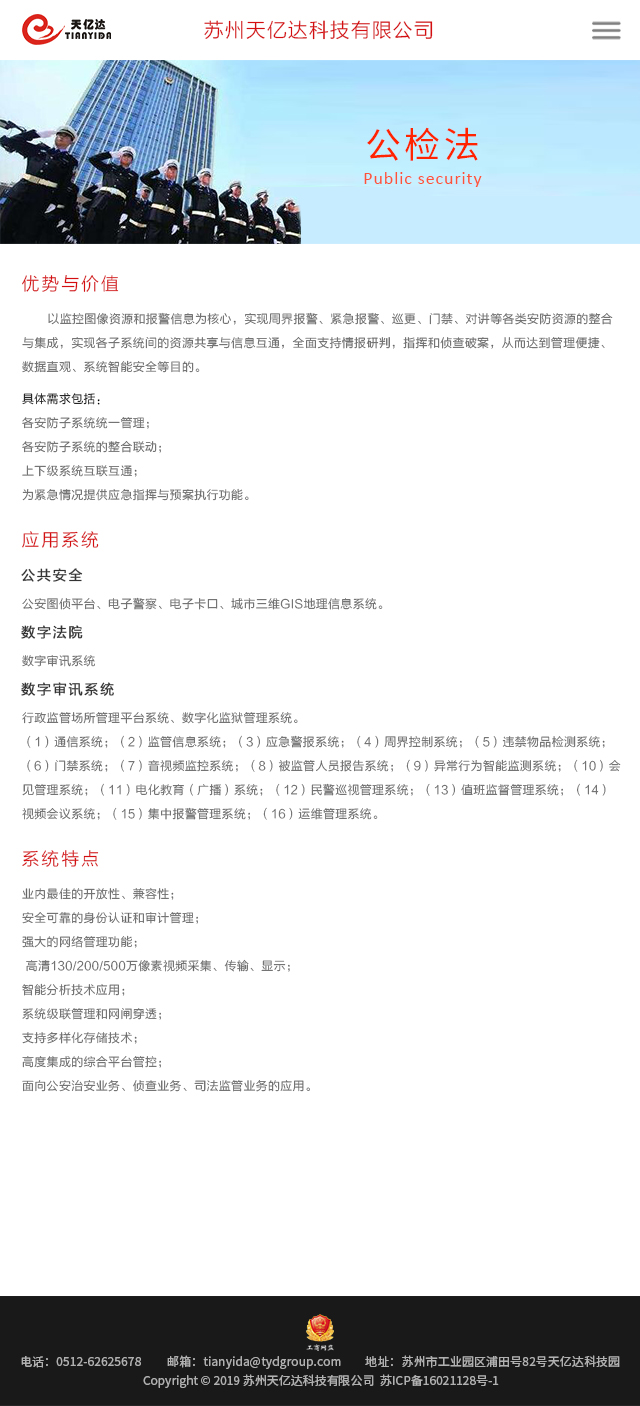 天亿达
TIANYIDA
苏州天亿达科技有限公司
公检法
Public security
优势与价值
以监控图像资源和报警信息为核心，实现周界报警、紧急报警、巡更、门禁、对讲等各类安防资源的整合
与集成，实现各子系统间的资源共享与信息互通，全面支持情报研判，指挥和侦查破案，从而达到管理便捷、
数据直观、系统智能安全等目的。
具体需求包括：
各安防子系统统一管理；
各安防子系统的整合联动；
上下级系统互联互通；
为紧急情况提供应急指挥与预案执行功能。
应用系统
公共安全
公安图侦平台、电子警察、电子卡口、城市三维GIS地理信息系统。
数字法院
数字审讯系统
数字审讯系统
行政监管场所管理平台系统、数字化监狱管理系统。
（1）通信系统；（2）监管信息系统；（3）应急警报系统；（4）周界控制系统；（5）违禁物品检测系统；
（6）门禁系统；（7）音视频监控系统；（8）被监管人员报告系统；（9）异常行为智能监测系统；（10）会
见管理系统；（11）电化教育（广播）系统；（12）民警巡视管理系统；（13）值班监督管理系统；（14）
视频会议系统；（15）集中报警管理系统；（16）运维管理系统。
系统特点
业内最佳的开放性、兼容性；
安全可靠的身份认证和审计管理；
强大的网络管理功能；
高清130/200/500万像素视频采集、传输、显示；
智能分析技术应用；
系统级联管理和网闸穿透；
支持多样化存储技术；
高度集成的综合平台管控；
面向公安治安业务、侦查业务、司法监管业务的应用。
工商网监
电话：0512-62625678 邮箱：tianyida@tydgroup.com 地址：苏州市工业园区浦田号82号天亿达科技园
Copyright © 2019 苏州天亿达科技有限公司 苏ICP备16021128号-1